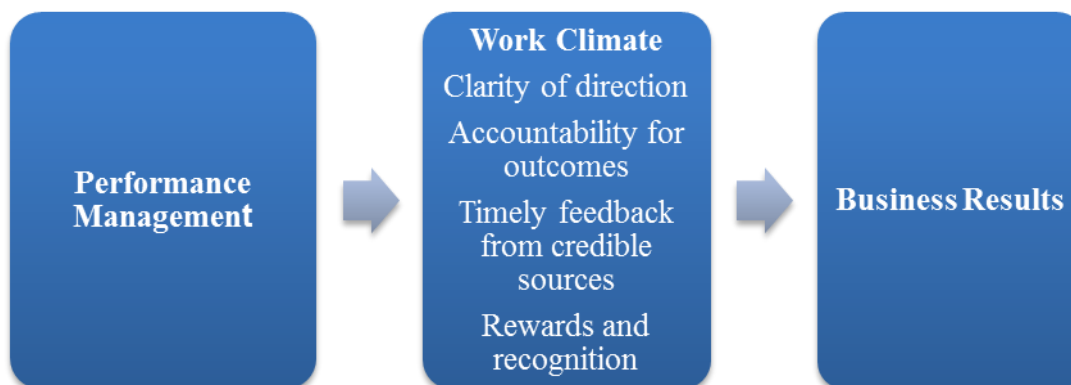 Performance
Management
Work Climate
Clarity of direction
Accountability for
outcomes
Timely feedback
from credible
sources
Rewards and
recognition
Business Results